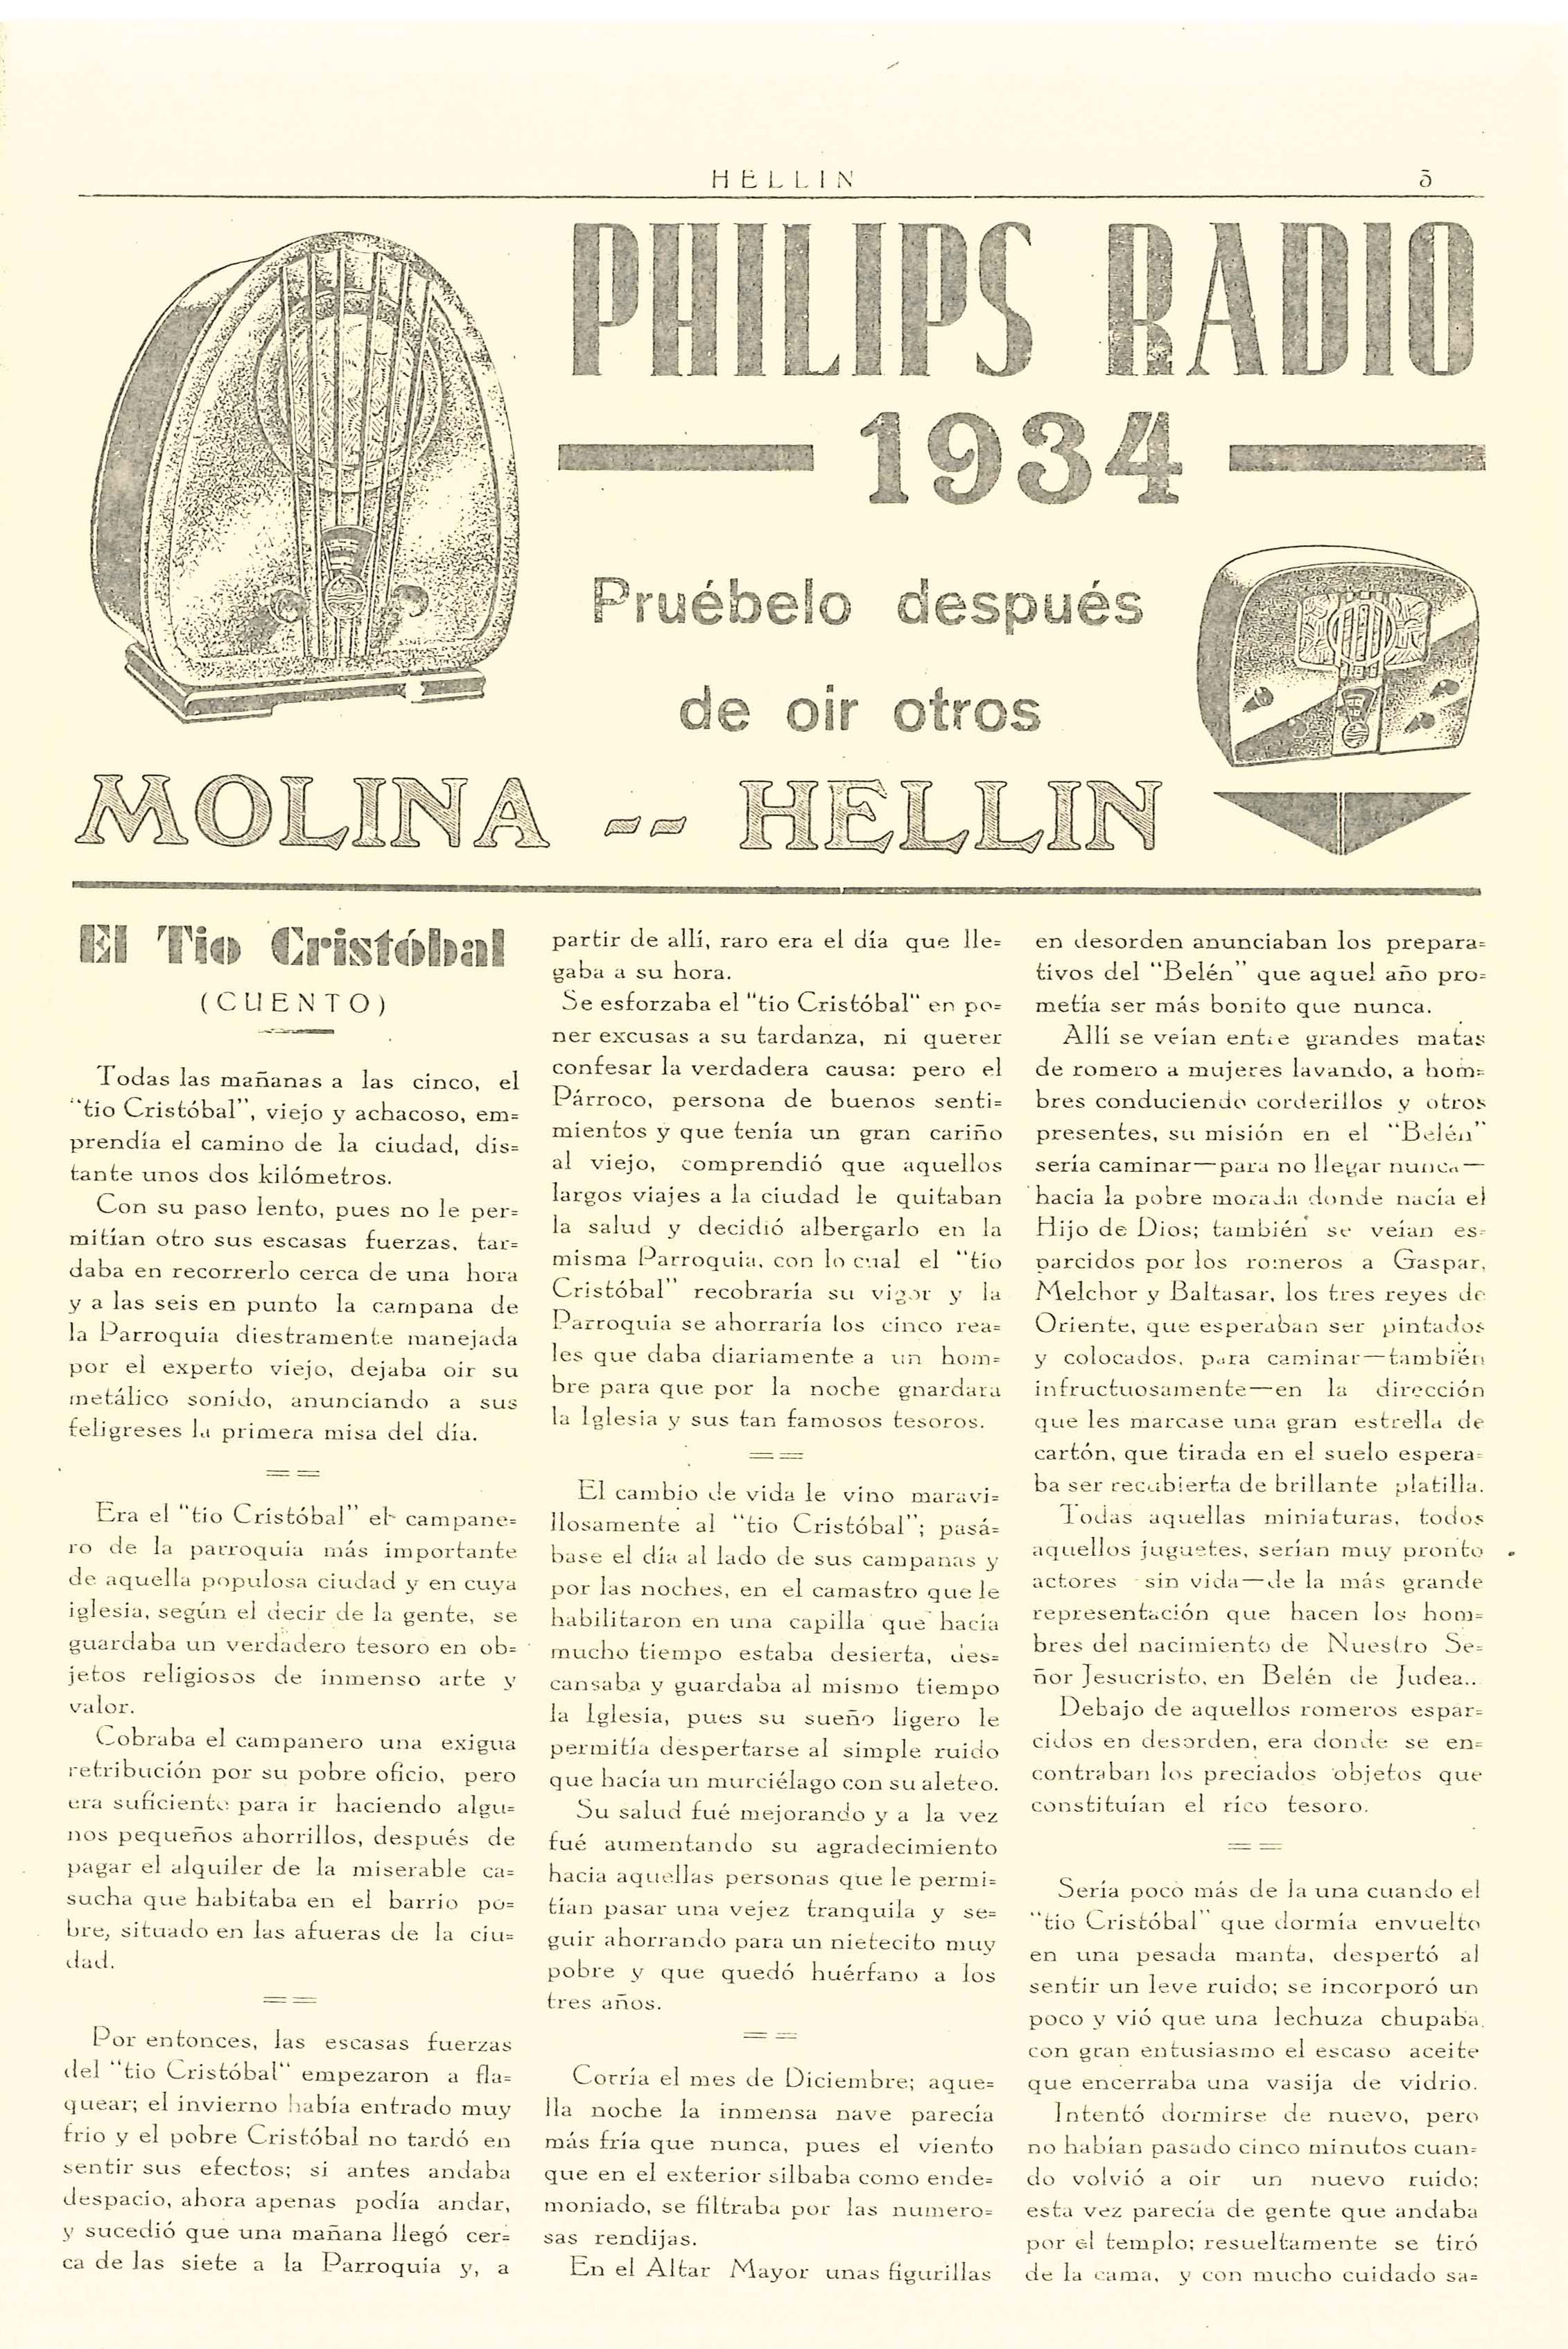 HELLIN 5
PHILIPS RADIO
1934
Pruébelo después
de oir otros
MOLINA -- HELLIN
El Tio Cristóbal
(CUENTO)
Todas las mañanas a las cinco, el
"tio Cristóbal", viejo y achacoso, em=
prendía el camino de la ciudad, dis=
tante unos dos kilómetros.
Con su paso lento, pues no le per=
mitían otro sus escasas fuerzas, tar=
daba en recorrerlo cerca de una hora
y a las seis en punto la campana de
la Parroquia diestramente manejada
por el experto viejo, dejaba oir su
metálico sonido, anunciando a sus
feligreses la primera misa del día.
==
Era el "tio Cristóbal" el campane=
ro de la parroquia más importante
de aquella populosa ciudad y en cuya
iglesia, según el decir de la gente, se
guardaba un verdadero tesoro en ob=
jetos religiosos de inmenso arte y
valor.
Cobraba el campanero una exigua
retribución por su pobre oficio, pero
era suficiente para ir haciendo algu=
nos pequeños ahorrillos, después de
pagar el alquiler de la miserable ca=
sucha que habitaba en el barrio po=
bre, situado en las afueras de la ciu=
dad.
==
Por entonces, las escasas fuerzas
del "tio Cristóbal" empezaron a fla=
quear; el invierno había entrado muy
frio y el pobre Cristóbal no tardó en
sentir sus efectos; si antes andaba
despacio, ahora apenas podía andar,
y sucedió que una mañana llegó cer=
ca de las siete a la Parroquia y, a
partir de allí, raro era el día que lle=
gaba a su hora.
Se esforzaba el "tio Cristóbal" en po=
ner excusas a su tardanza, ni querer
confesar la verdadera causa: pero el
Párroco, persona de buenos senti=
mientos y que tenía un gran cariño
al viejo, comprendió que aquellos
largos viajes a la ciudad le quitaban
la salud y decidió albergarlo en la
misma Parroquia, con lo cual el "tio
Cristóbal" recobraría su vigor y la
Parroquia se ahorraría los cinco rea=
les que daba diariamente a un hom=
bre para que por la noche gnardara
la Iglesia y sus tan famosos tesoros.
==
El cambio de vida le vino maravi=
llosamente al "tio Cristóbal"; pasá=
base el día al lado de sus campanas y
por las noches, en el camastro que le
habilitaron en una capilla que hacía
mucho tiempo estaba desierta, des=
cansaba y guardaba al mismo tiempo
la Iglesia, pues su sueño ligero le
permitía despertarse al simple ruido
que hacía un murciélago con su aleteo.
Su salud fué mejorando y a la vez
fué aumentando su agradecimiento
hacia aquellas personas que le permi=
tían pasar una vejez tranquila y se=
guir ahorrando para un nietecito muy
pobre y que quedó huérfano a los
tres años.
==
Corría el mes de Diciembre; aque=
lla noche la inmensa nave parecía
más fría que nunca, pues el viento
que en el exterior silbaba como ende=
moniado, se filtraba por las numero=
sas rendijas.
En el Altar Mayor unas figurillas
en desorden anunciaban los prepara=
tivos del "Belén" que aquel año pro=
metía ser más bonito que nunca.
Allí se veían entre grandes matas
de romero a mujeres lavando, a hom=
bres conduciendo corderillos y otros
presentes, su misión en el "Belén"
sería caminar—para no llegar nunca—
hacia la pobre morada donde nacía el
Hijo de Dios; también se veían es=
parcidos por los romeros a Gaspar,
Melchor y Baltasar, los tres reyes de
Oriente, que esperaban ser pintados
y colocados, para caminar—también
infructuosamente—en la dirección
que les marcase una gran estrella de
cartón, que tirada en el suelo espera=
ba ser recubierta de brillante platilla.
Todas aquellas miniaturas, todos
aquellos juguetes, serían muy pronto
actores sin vida—de la más grande
representación que hacen los hom=
bres del nacimiento de Nuestro Se=
ñor Jesucristo, en Belén de Judea..
Debajo de aquellos romeros espar=
cidos en desorden, era donde se en=
contraban los preciados objetos que
constituían el rico tesoro.
==
Sería poco más de la una cuando el
"tio Cristóbal" que dormía envuelto
en una pesada manta, despertó al
sentir un leve ruido; se incorporó un
poco y vió que una lechuza chupaba
con gran entusiasmo el escaso aceite
que encerraba una vasija de vidrio.
Intentó dormirse de nuevo, pero
no habían pasado cinco minutos cuan=
do volvió a oir un nuevo ruido;
esta vez parecía de gente que andaba
por el templo; resueltamente se tiró
de la cama, y con mucho cuidado sa=